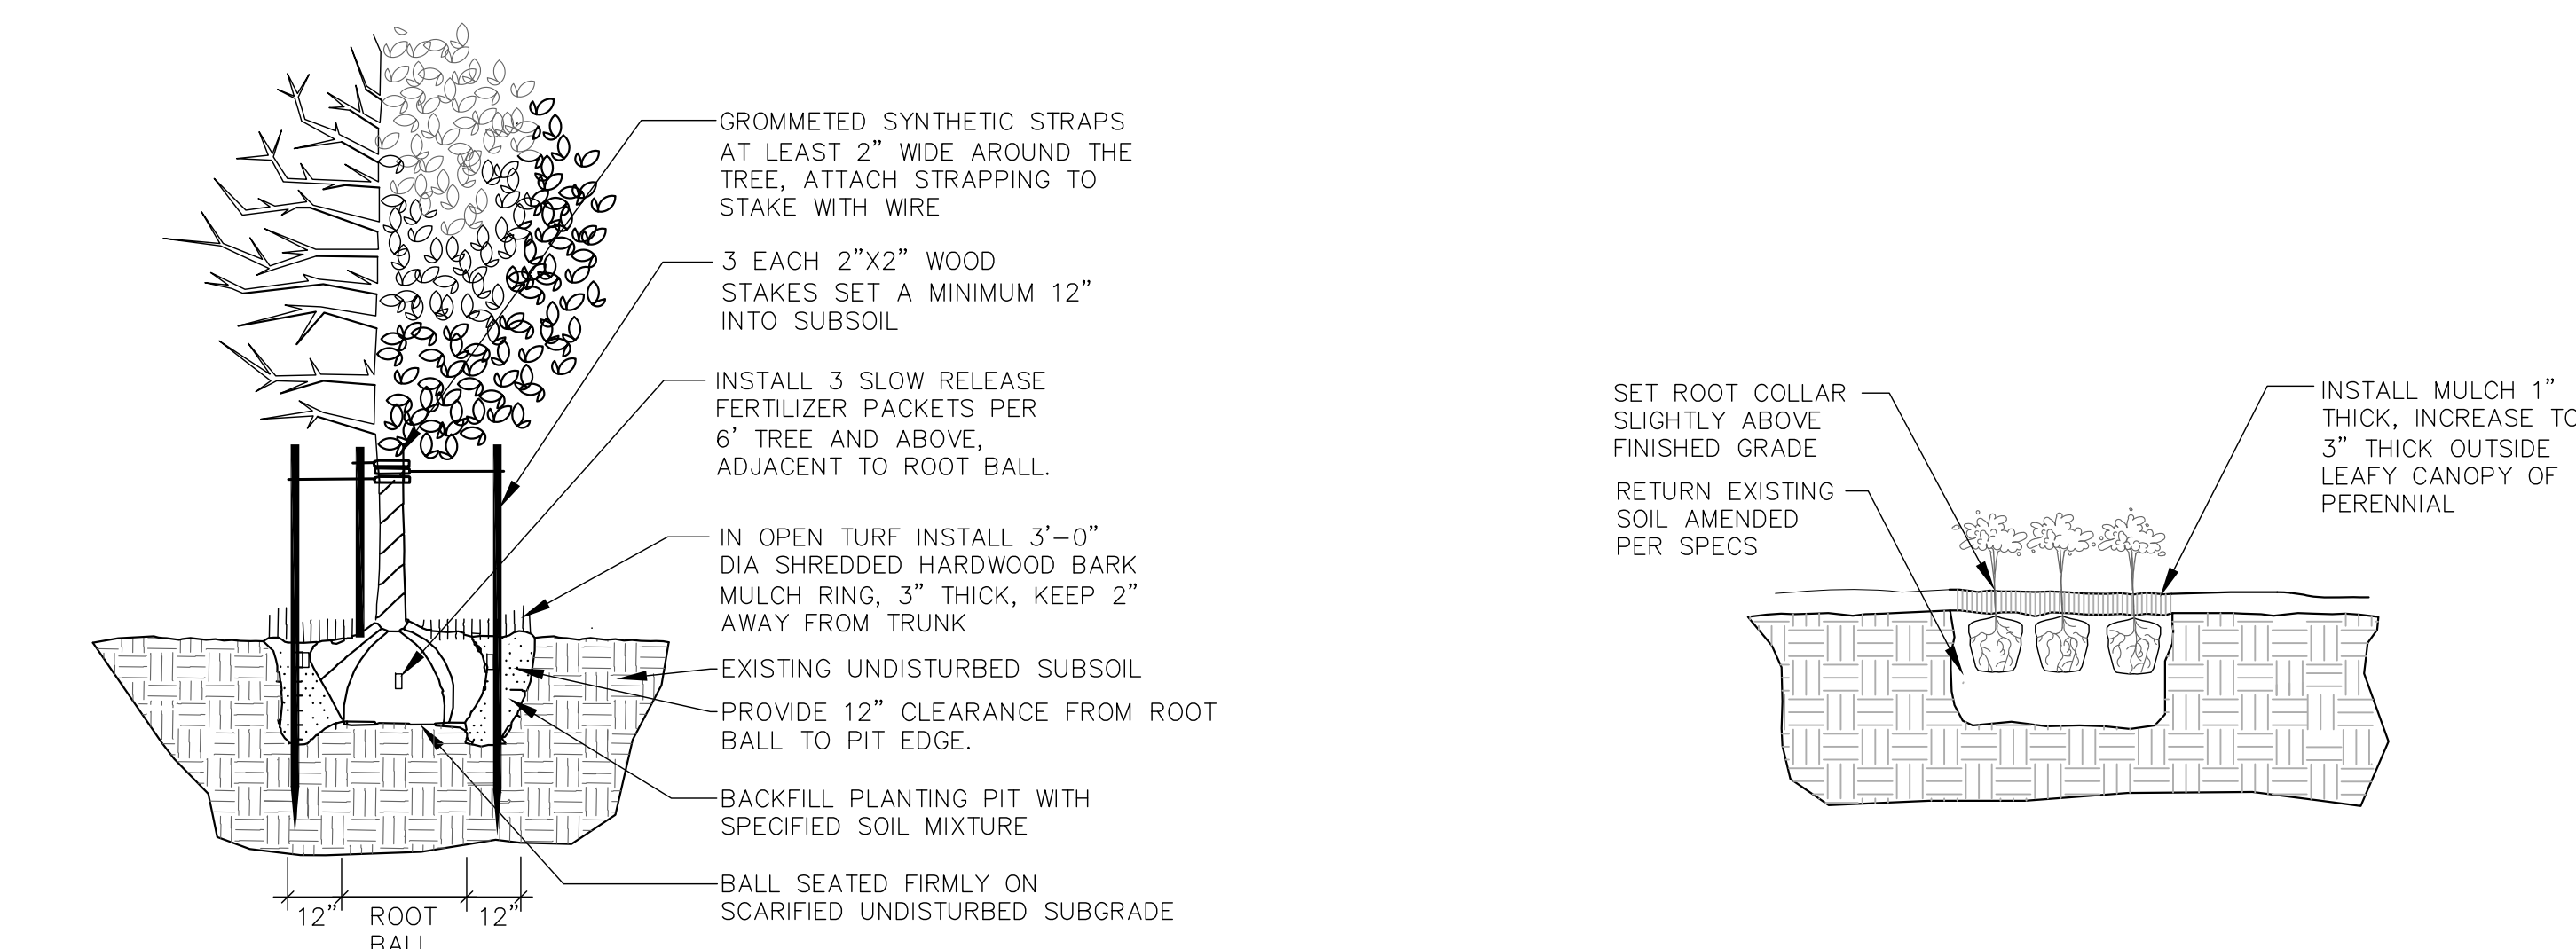 GROMMETED SYNTHETIC STRAPS
AT LEAST 2” WIDE AROUND THE
TREE, ATTACH STRAPPING TO
STAKE WITH WIRE
3 EACH 2”X2” WOOD
STAKES SET A MINIMUM 12”
INTO SUBSOIL
INSTALL 3 SLOW RELEASE
FERTILIZER PACKETS PER
6’ TREE AND ABOVE,
ADJACENT TO ROOT BALL.
IN OPEN TURF INSTALL 3’–0”
DIA SHREDDED HARDWOOD BARK
MULCH RING, 3” THICK, KEEP 2”
AWAY FROM TRUNK
EXISTING UNDISTURBED SUBSOIL
PROVIDE 12” CLEARANCE FROM ROOT
BALL TO PIT EDGE.
BACKFILL PLANTING PIT WITH
SPECIFIED SOIL MIXTURE
BALL SEATED FIRMLY ON
SCARIFIED UNDISTURBED SUBGRADE
12”
ROOT
BALL
12”
SET ROOT COLLAR
SLIGHTLY ABOVE
FINISHED GRADE
RETURN EXISTING
SOIL AMENDED
PER SPECS
INSTALL MULCH 1”
THICK, INCREASE TO
3” THICK OUTSIDE
LEAFY CANOPY OF
PERENNIAL